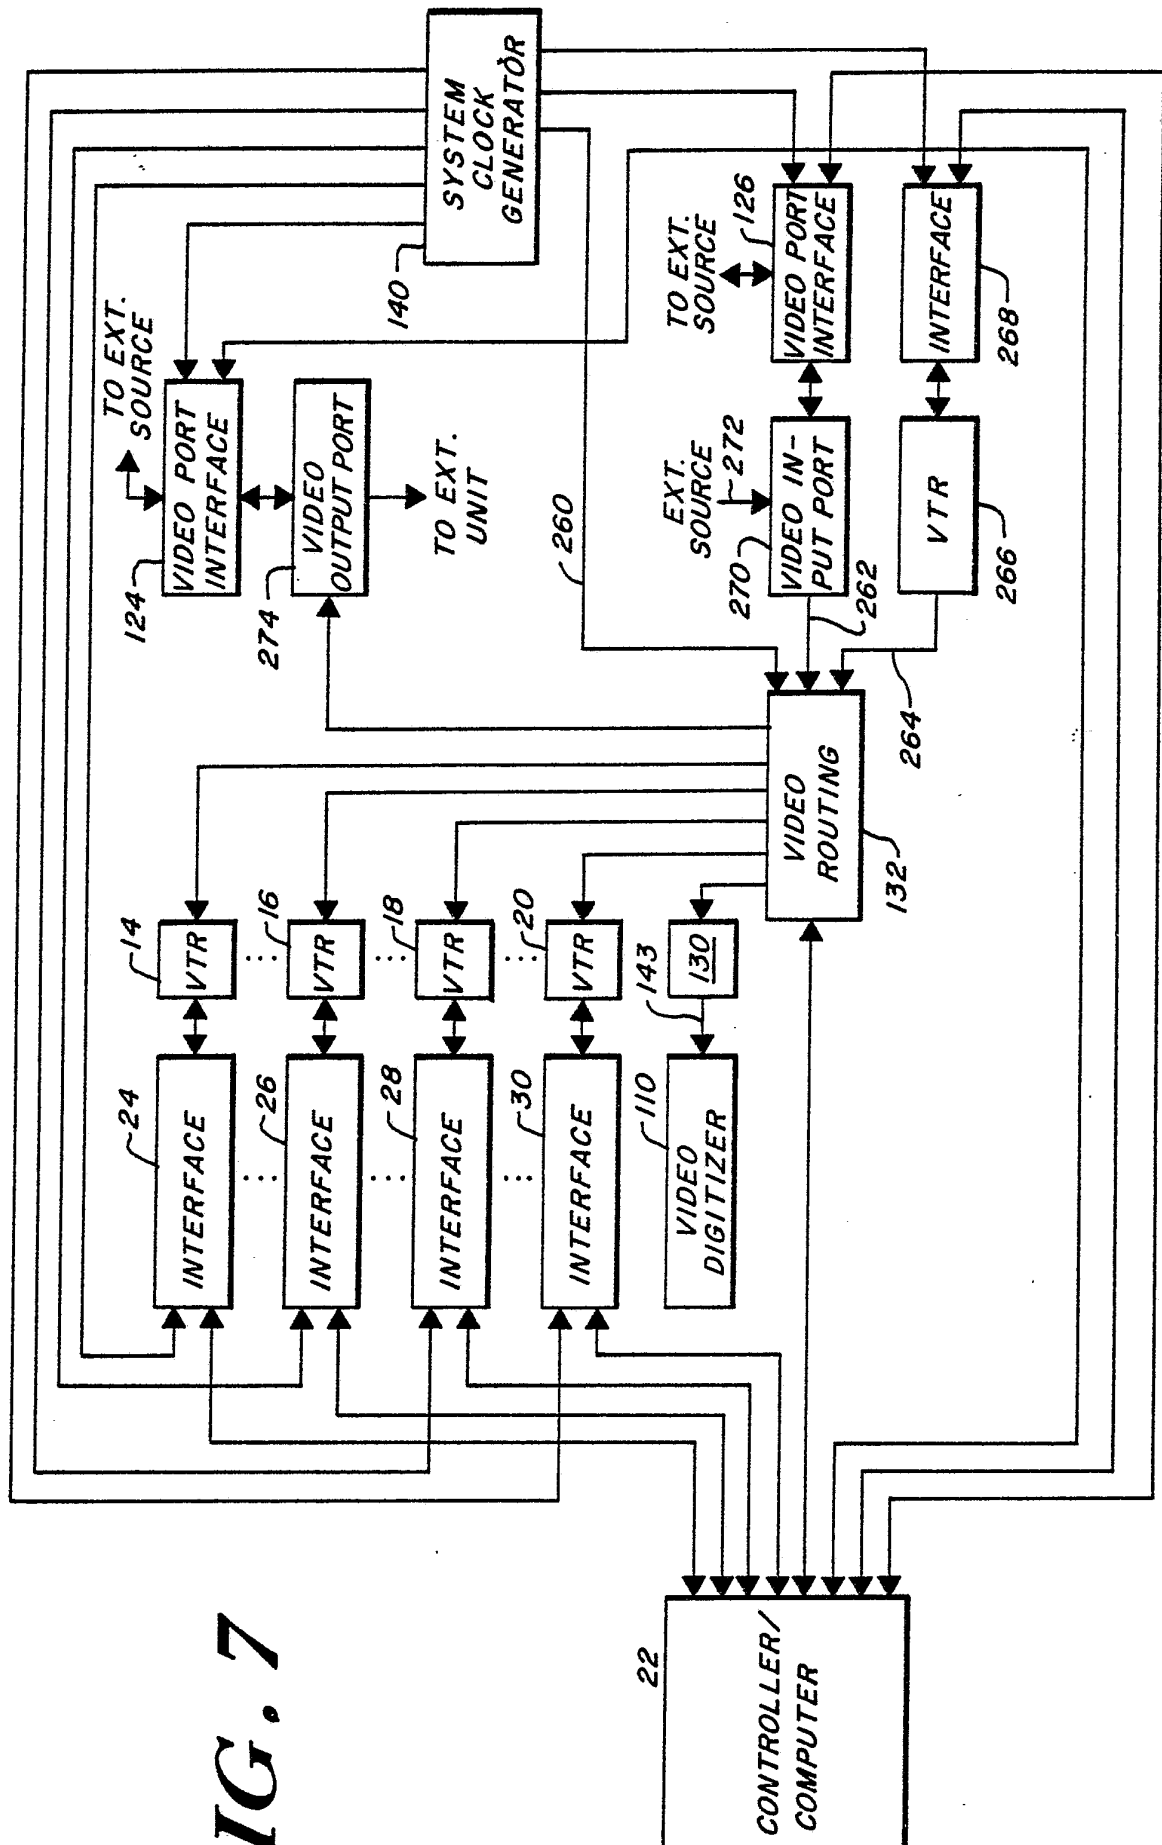 IG. 7
22
CONTROLLER/
COMPUTER
24
INTERFACE
14
VTR
26
INTERFACE
16
VTR
28
INTERFACE
18
VTR
30
INTERFACE
20
VTR
110
VIDEO
DIGITIZER
143
130
VIDEO
ROUTING
132
124
VIDEO PORT
INTERFACE
TO EXT.
SOURCE
274
VIDEO
OUTPUT PORT
TO EXT.
UNIT
140
SYSTEM
CLOCK
GENERATOR
260
EXT.
SOURCE
272
270
VIDEO IN-
PUT PORT
262
TO EXT.
SOURCE
126
VIDEO PORT
INTERFACE
264
VTR
266
INTERFACE
268